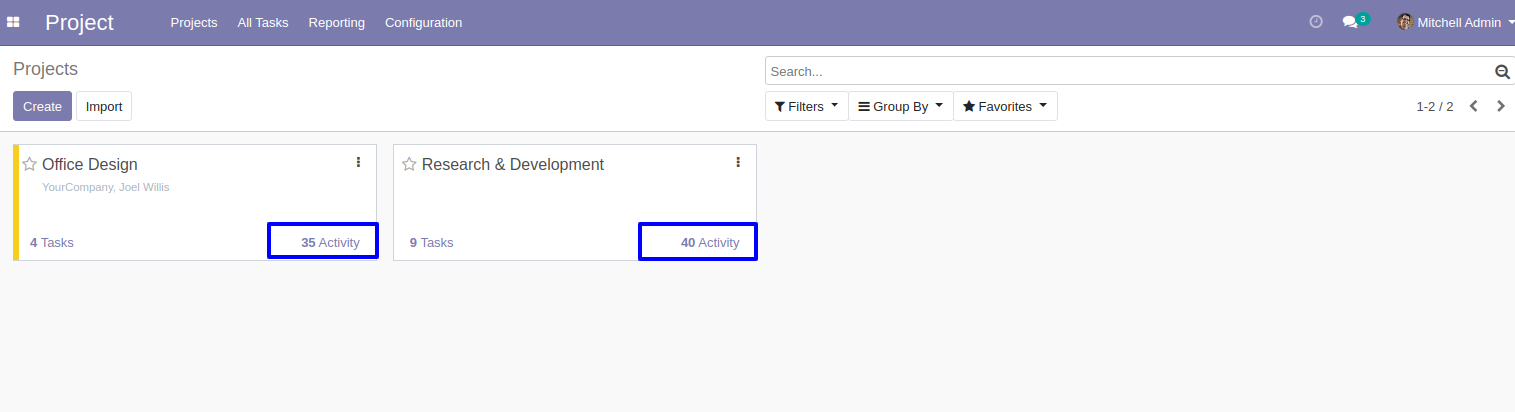 Project Projects All Tasks Reporting Configuration 3 Mitchell Admin
Projects
Search...
Create Import Filters Group By Favorites 1-2 / 2
Office Design
YourCompany, Joel Willis
4 Tasks 35 Activity
Research & Development
9 Tasks 40 Activity